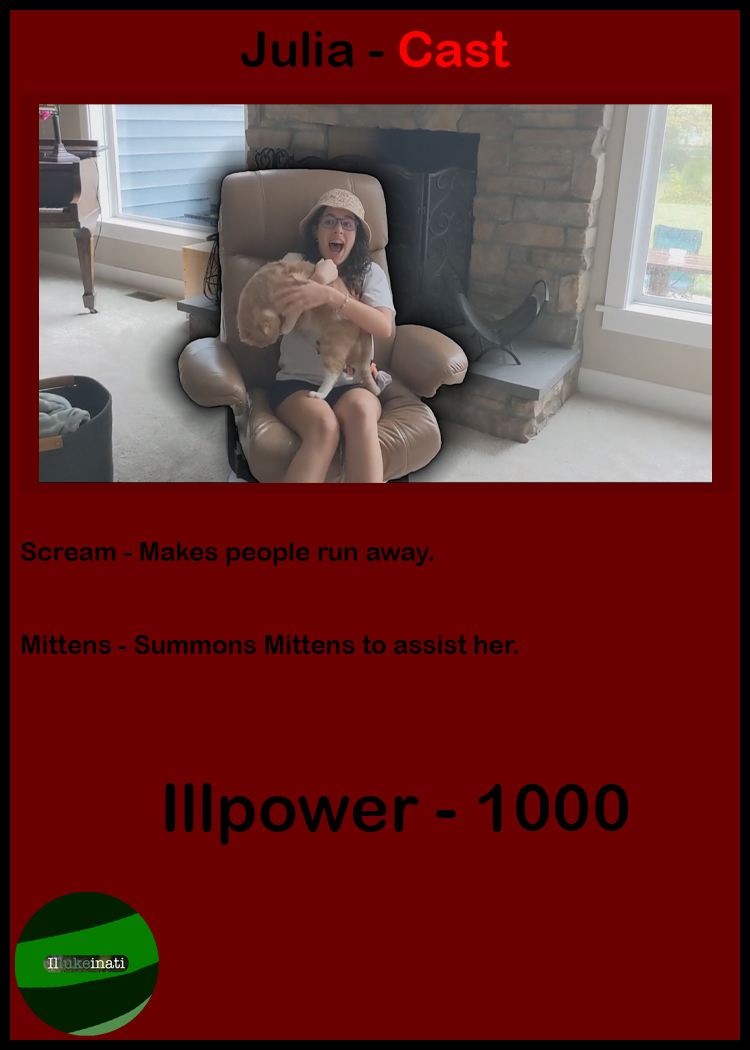 Julia - Cast
Scream - Makes people run away.
Mittens - Summons Mittens to assist her.
Illpower - 1000
Illukeinati